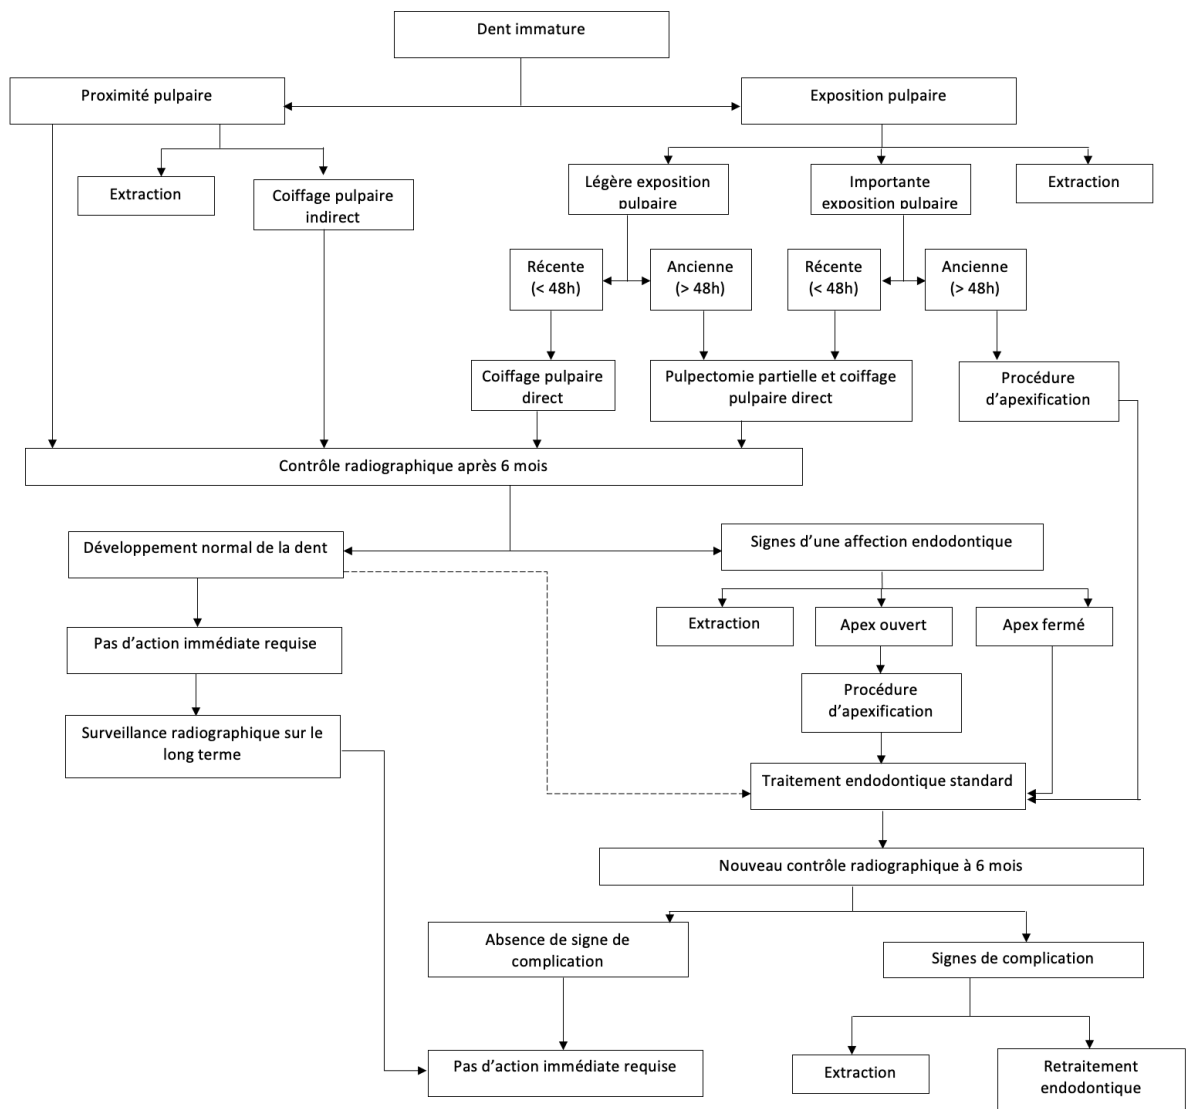 Dent immature
Proximité pulpaire
Exposition pulpaire
Extraction
Coiffage pulpaire
indirect
Légère exposition
pulpaire
Importante
exposition pulpaire
Extraction
Récente
(< 48h)
Ancienne
(> 48h)
Récente
(< 48h)
Ancienne
(> 48h)
Coiffage pulpaire
direct
Pulpectomie partielle et coiffage
pulpaire direct
Procédure
d’apexification
Contrôle radiographique après 6 mois
Développement normal de la dent
Signes d’une affection endodontique
Extraction
Apex ouvert
Apex fermé
Pas d’action immédiate requise
Procédure
d’apexification
Surveillance radiographique sur le
long terme
Traitement endodontique standard
Nouveau contrôle radiographique à 6 mois
Absence de signe de
complication
Signes de complication
Pas d’action immédiate requise
Extraction
Retraitement
endodontique